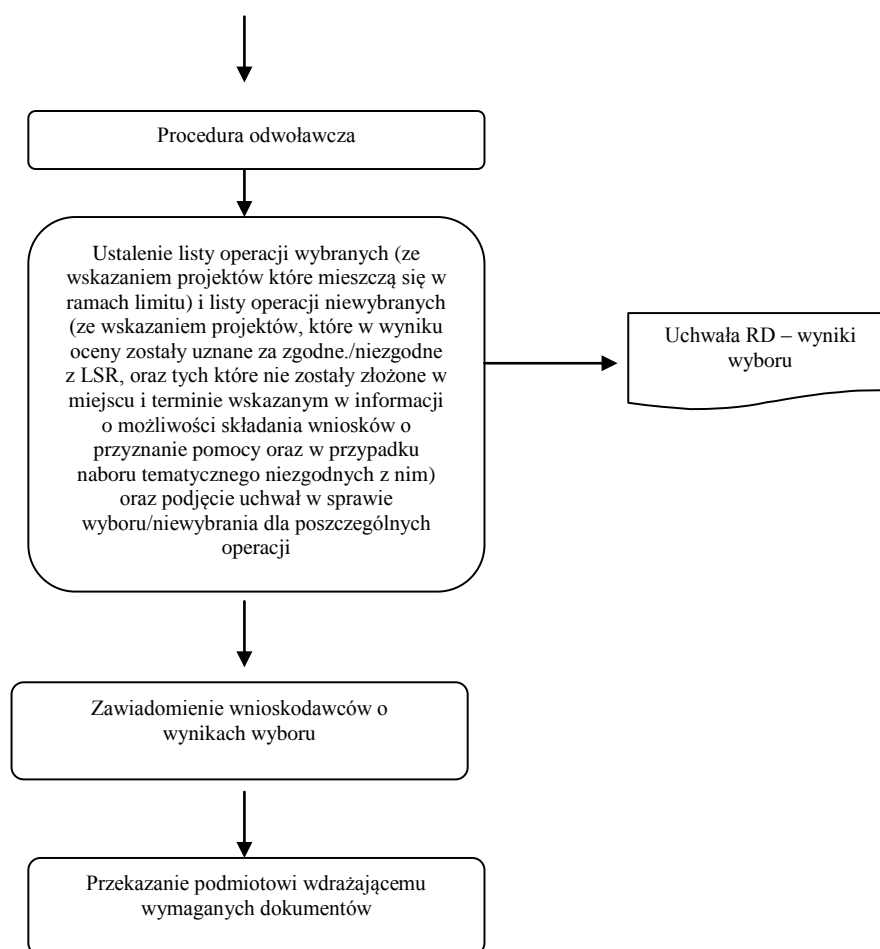 Procedura odwoławcza
Ustalenie listy operacji wybranych (ze
wskazaniem projektów które mieszczą się w
ramach limitu) i listy operacji niewybranych
(ze wskazaniem projektów, które w wyniku
oceny zostały uznane za zgodne./niezgodne
z LSR, oraz tych które nie zostały złożone w
miejscu i terminie wskazanym w informacji
o możliwości składania wniosków o
przyznanie pomocy oraz w przypadku
naboru tematycznego niezgodnych z nim)
oraz podjęcie uchwał w sprawie
wyboru/niewybrania dla poszczególnych
operacji
Uchwała RD – wyniki
wyboru
Zawiadomienie wnioskodawców o
wynikach wyboru
Przekazanie podmiotowi wdrażającemu
wymaganych dokumentów